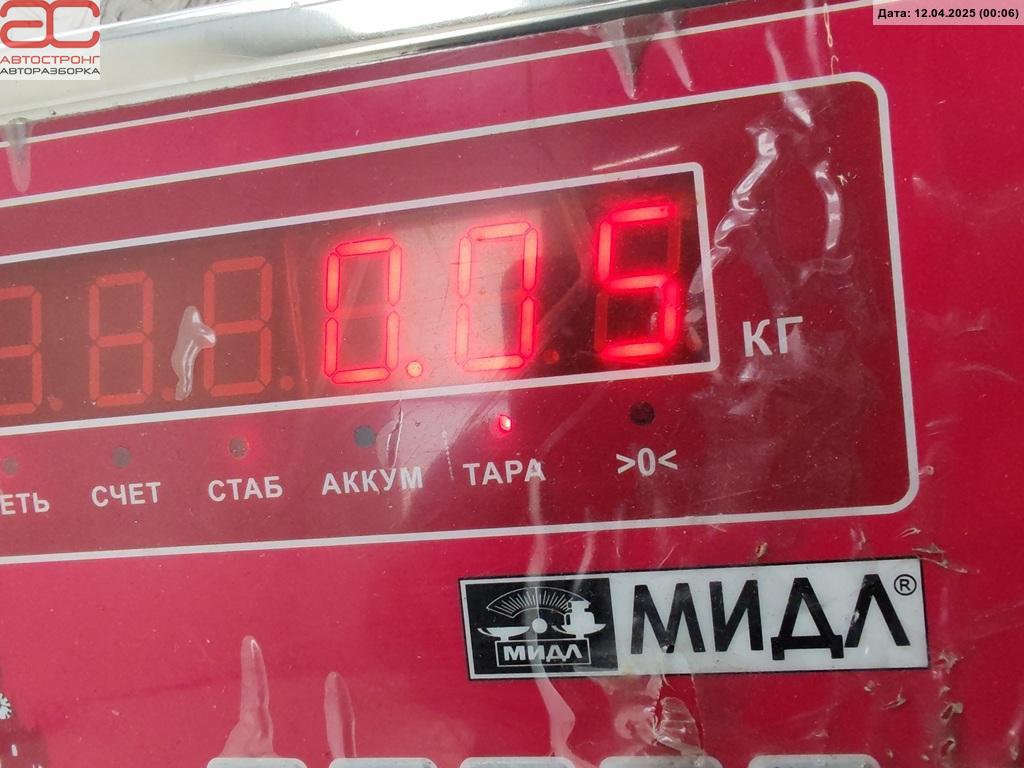 АС
АВТОСТРОНГ
АВТОРАЗБОРКА
Дата: 12.04.2025 (00:06)
0.05
КГ
ЕТЬ СЧЕТ СТАБ АККУМ ТАРА >0<
МИДЛ МИДЛ®